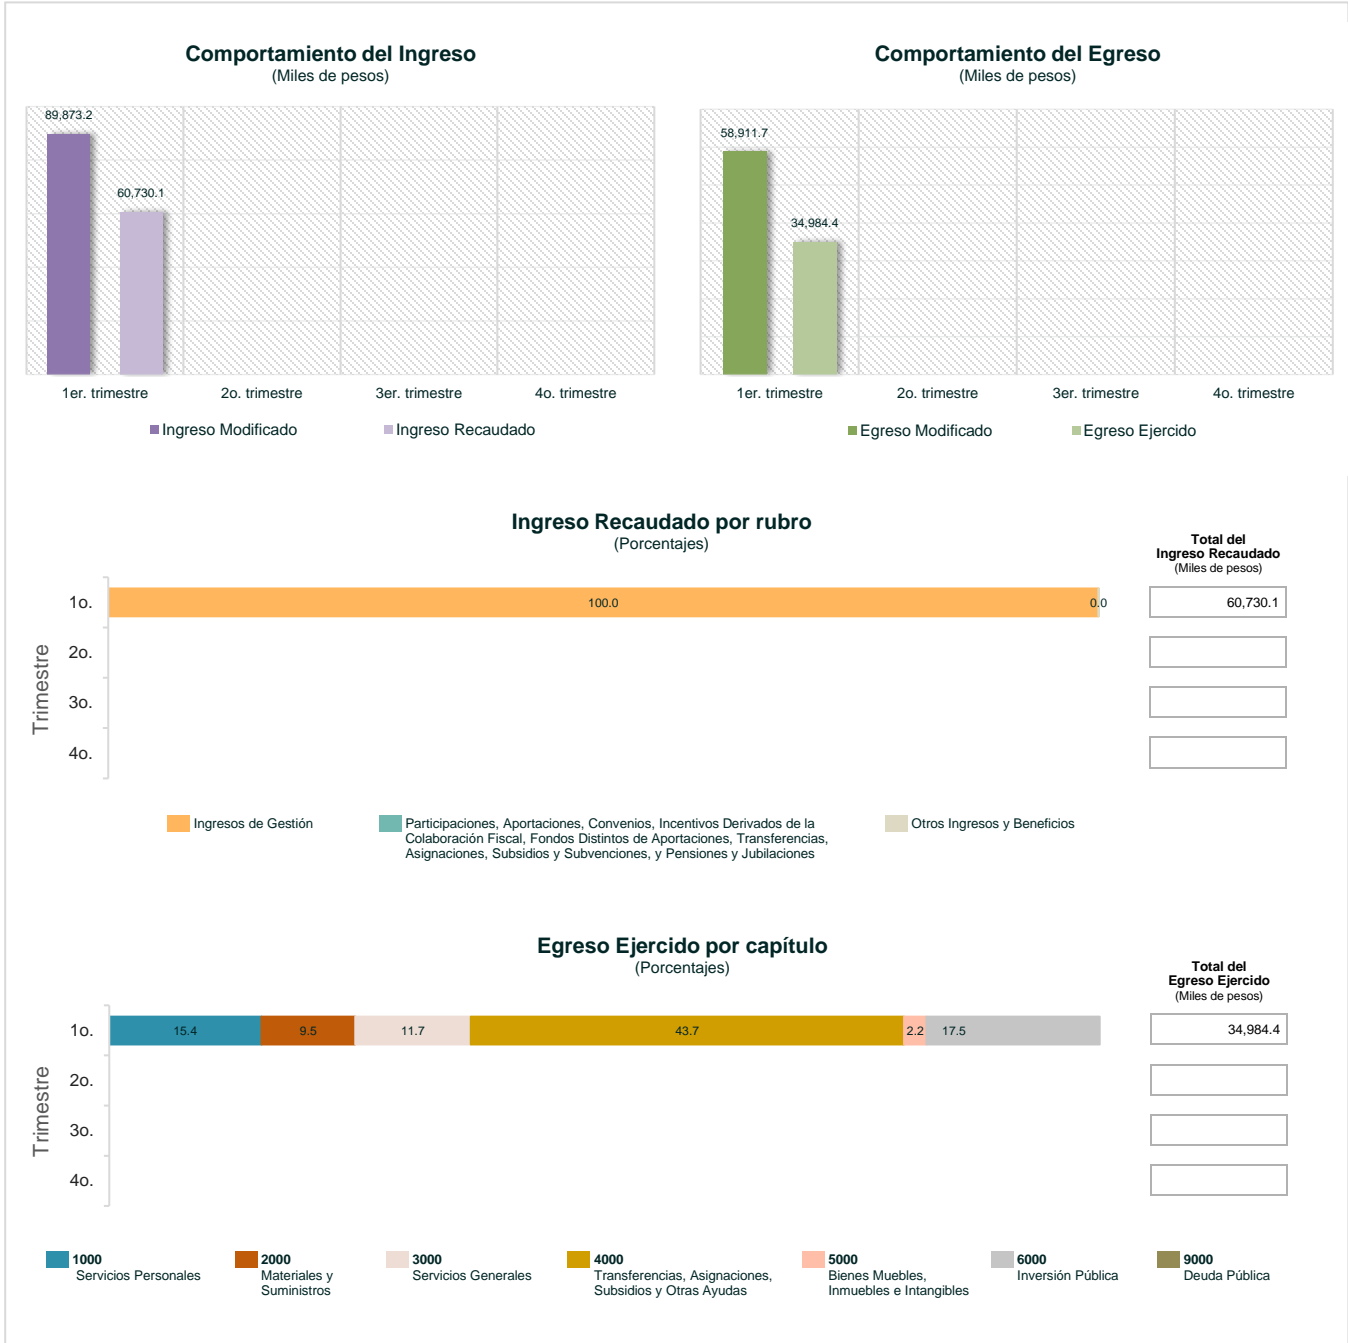 Comportamiento del Ingreso
(Miles de pesos)
89,873.2
60,730.1
1er. trimestre
2o. trimestre
3er. trimestre
4o. trimestre
Ingreso Modificado
Ingreso Recaudado
Comportamiento del Egreso
(Miles de pesos)
58,911.7
34,984.4
1er. trimestre
2o. trimestre
3er. trimestre
4o. trimestre
Egreso Modificado
Egreso Ejercido
Ingreso Recaudado por rubro
(Porcentajes)
Total del
Ingreso Recaudado
(Miles de pesos)
Trimestre
1o.
100.0
0.0
60,730.1
2o.
3o.
4o.
Ingresos de Gestión
Participaciones, Aportaciones, Convenios, Incentivos Derivados de la
Colaboración Fiscal, Fondos Distintos de Aportaciones, Transferencias,
Asignaciones, Subsidios y Subvenciones, y Pensiones y Jubilaciones
Otros Ingresos y Beneficios
Egreso Ejercido por capítulo
(Porcentajes)
Total del
Egreso Ejercido
(Miles de pesos)
Trimestre
1o.
15.4
9.5
11.7
43.7
2.2
17.5
34,984.4
2o.
3o.
4o.
1000
Servicios Personales
2000
Materiales y
Suministros
3000
Servicios Generales
4000
Transferencias, Asignaciones,
Subsidios y Otras Ayudas
5000
Bienes Muebles,
Inmuebles e Intangibles
6000
Inversión Pública
9000
Deuda Pública